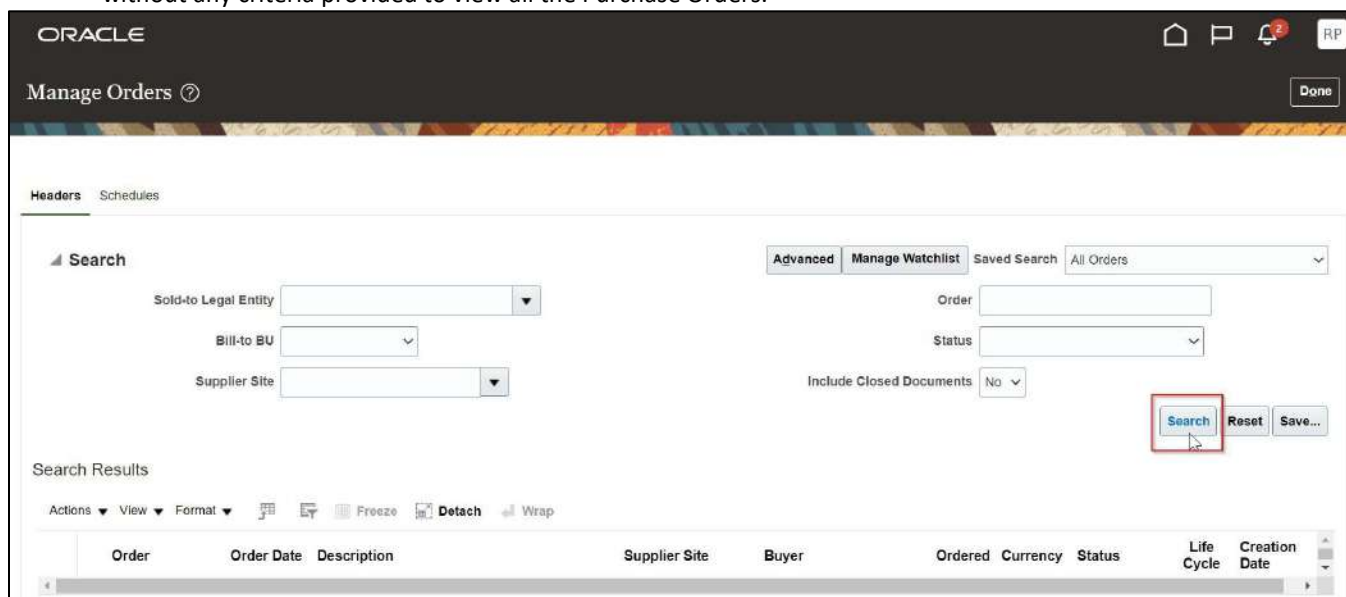 without any criteria provided to view all the Purchase Orders.
ORACLE
2
RP
Manage Orders
Done
Headers Schedules
Search
Advanced Manage Watchlist Saved Search All Orders
Sold-to Legal Entity
Order
Bill-to BU
Status
Supplier Site
Include Closed Documents No
Search Reset Save...
Search Results
Actions View Format Freeze Detach Wrap
Order Order Date Description Supplier Site Buyer Ordered Currency Status Life Cycle Creation Date